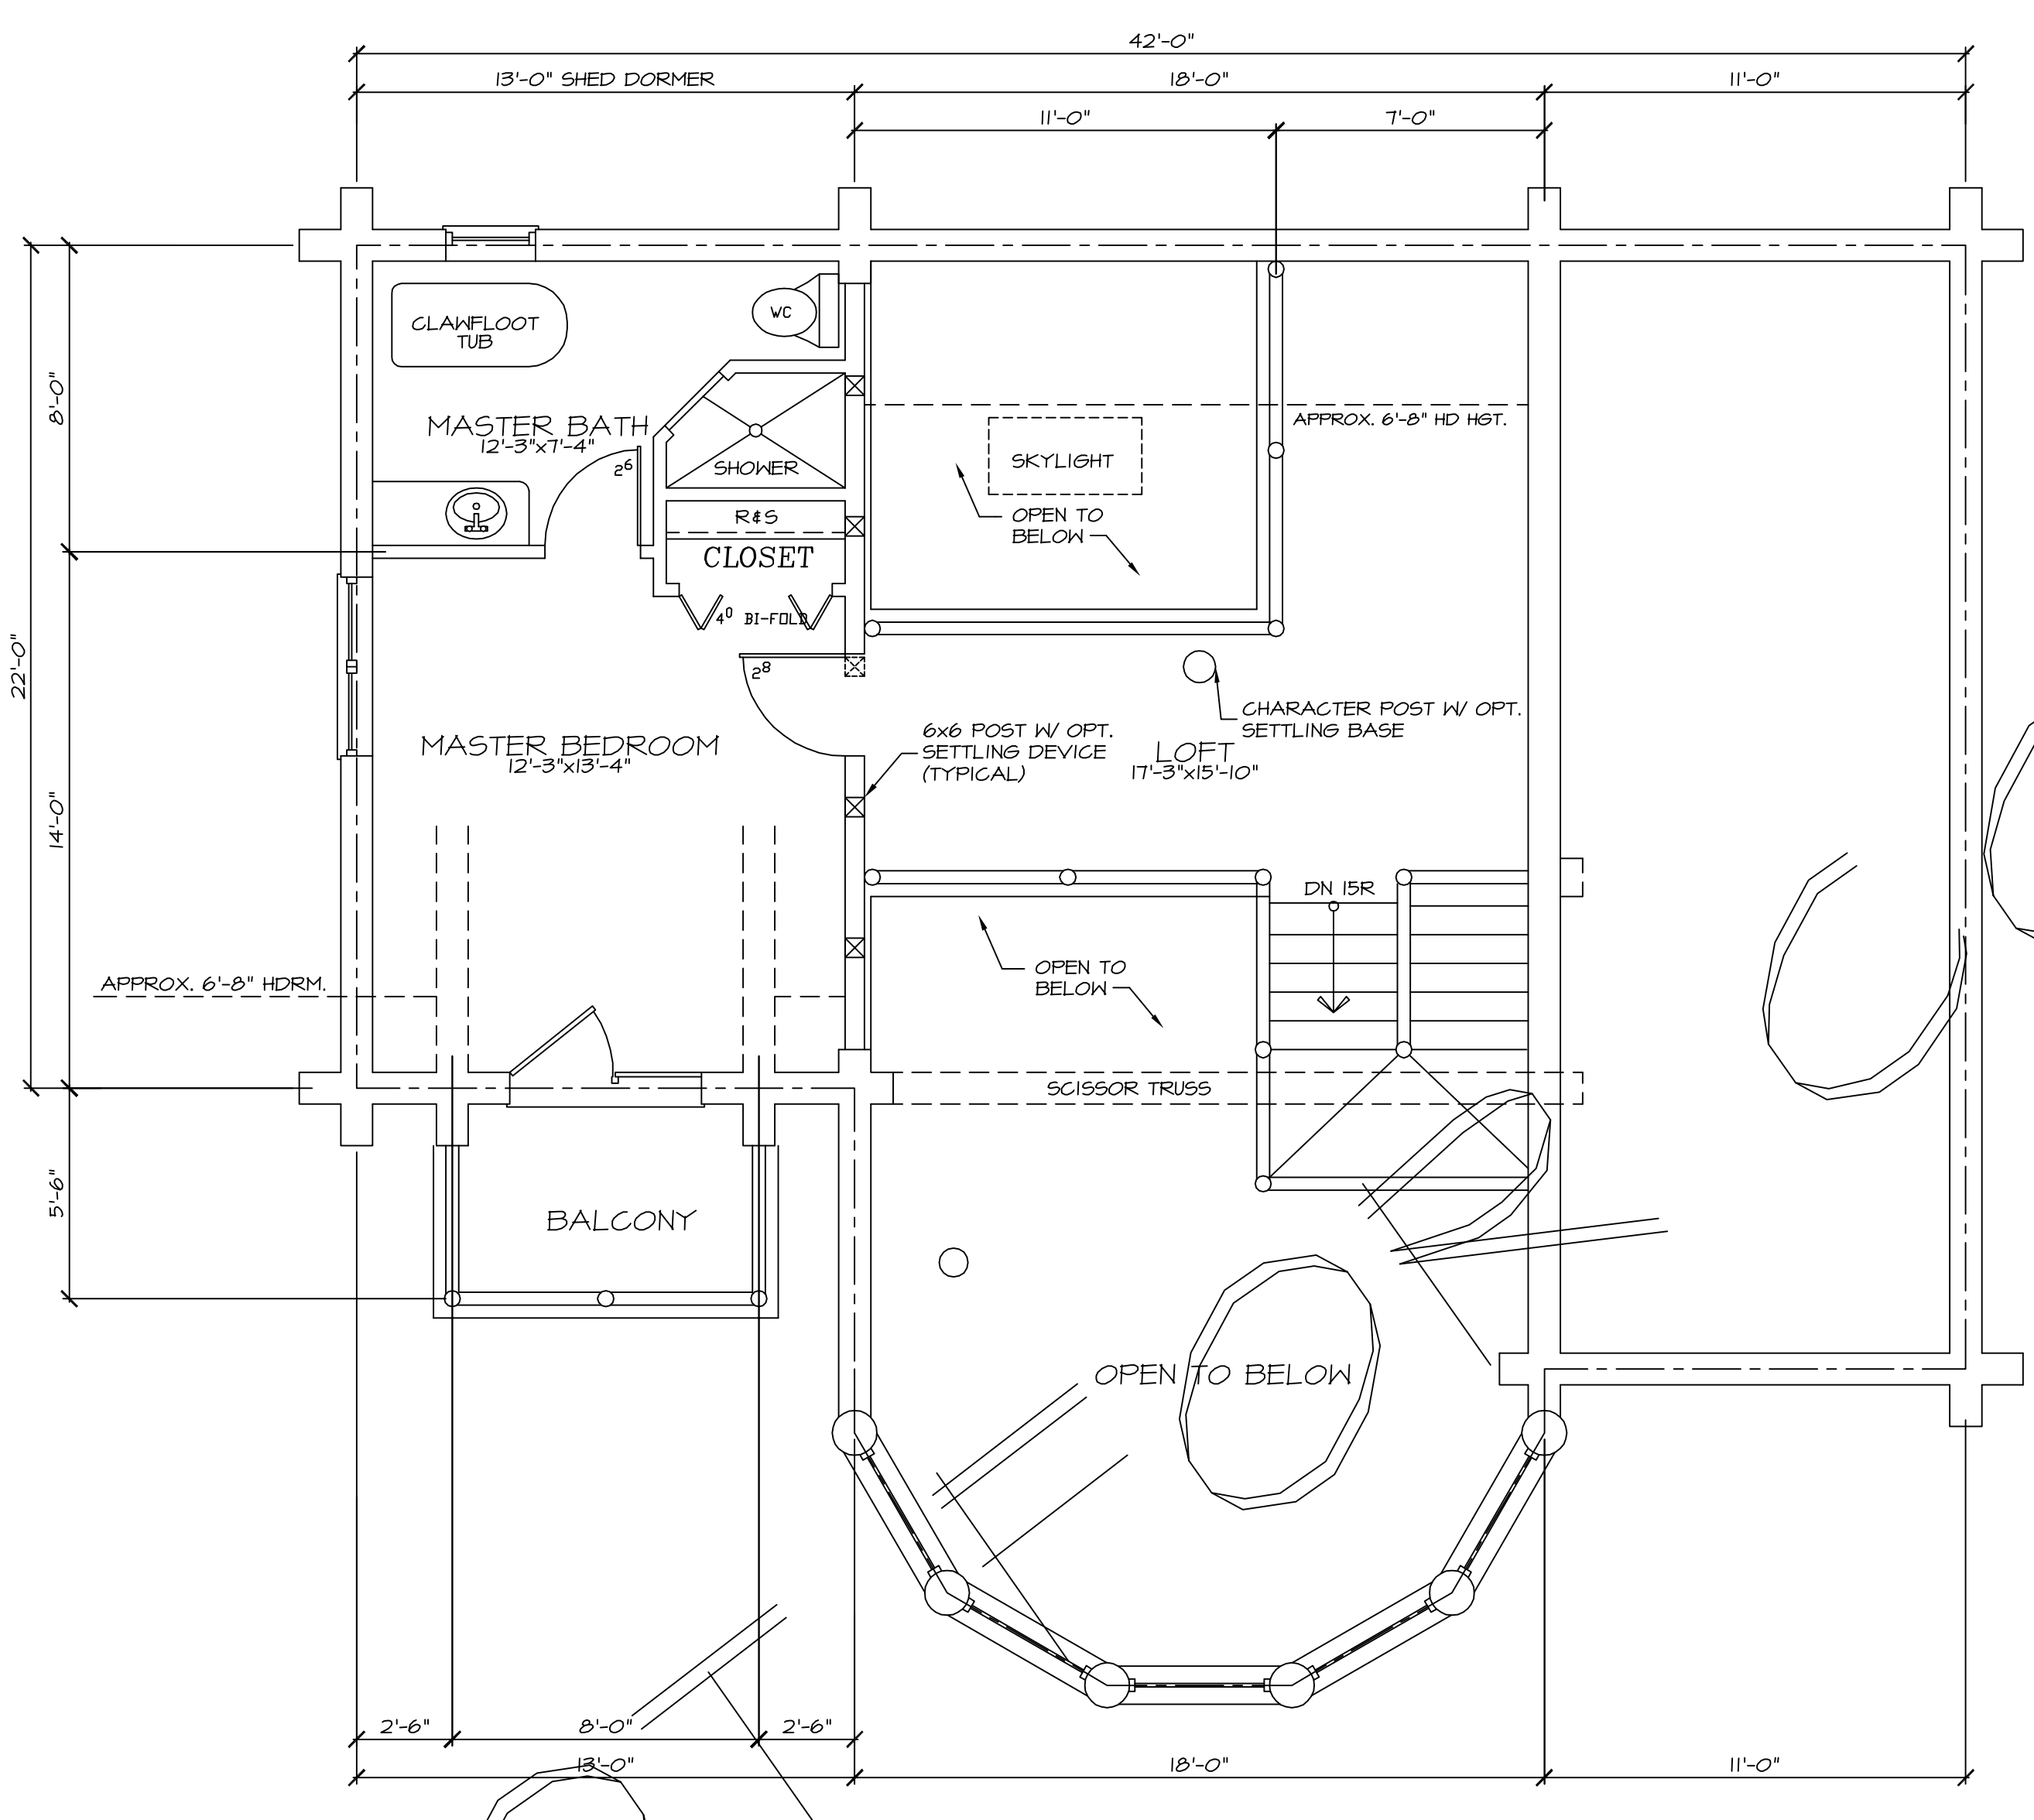 42'-0"
13'-0" SHED DORMER
18'-0"
11'-0"
11'-0"
7'-0"
CLAWFLOOT
TUB
WC
8'-0"
MASTER BATH
12'-3"x7'-4"
2⁶
SHOWER
R&S
CLOSET
4⁰ BI-FOLD
APPROX. 6'-8" HD HGT.
SKYLIGHT
OPEN TO
BELOW
22'-0"
2⁸
CHARACTER POST W/ OPT.
SETTLING BASE
6x6 POST W/ OPT.
SETTLING DEVICE
(TYPICAL)
LOFT
17'-3"x15'-10"
MASTER BEDROOM
12'-3"x13'-4"
14'-0"
DN 15R
OPEN TO
BELOW
APPROX. 6'-8" HDRM.
SCISSOR TRUSS
5'-6"
BALCONY
OPEN TO BELOW
2'-6"
8'-0"
2'-6"
13'-0"
18'-0"
11'-0"